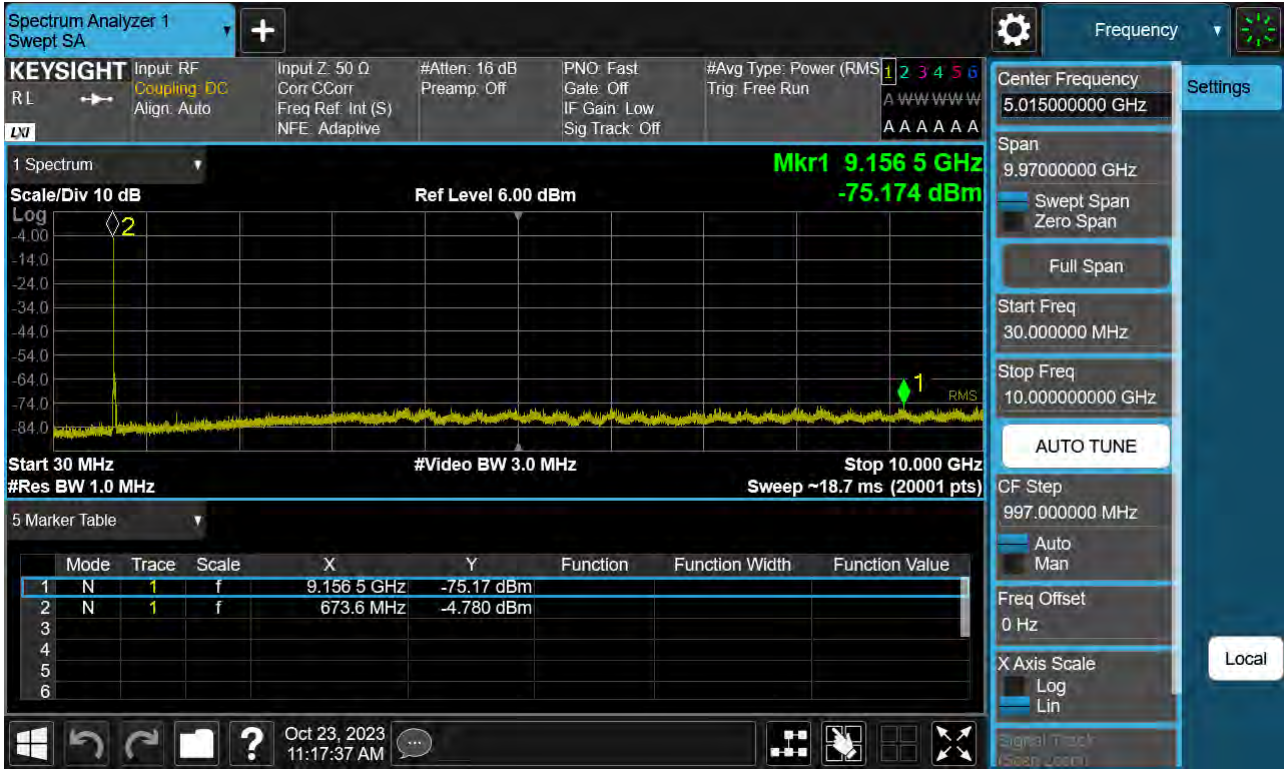 Spectrum Analyzer 1
Swept SA
+
Frequency
KEYSIGHT
RL
LXI
Input: RF
Coupling: DC
Align: Auto
Input Z: 50 Ω
Corr CCorr
Freq Ref: Int (S)
NFE: Adaptive
#Atten: 16 dB
Preamp: Off
PNO: Fast
Gate: Off
IF Gain: Low
Sig Track: Off
#Avg Type: Power (RMS
Trig: Free Run
1 2 3 4 5 6
A W W W W W
A A A A A A
1 Spectrum
Scale/Div 10 dB
Ref Level 6.00 dBm
Mkr1 9.156 5 GHz
-75.174 dBm
Log
-4.00
-14.0
-24.0
-34.0
-44.0
-54.0
-64.0
-74.0
-84.0
2
1
RMS
Start 30 MHz
#Video BW 3.0 MHz
Stop 10.000 GHz
#Res BW 1.0 MHz
Sweep ~18.7 ms (20001 pts)
5 Marker Table
Mode Trace Scale X Y Function Function Width Function Value
1 N 1 f 9.156 5 GHz -75.17 dBm
2 N 1 f 673.6 MHz -4.780 dBm
3
4
5
6
Center Frequency
5.015000000 GHz
Span
9.97000000 GHz
Swept Span
Zero Span
Full Span
Start Freq
30.000000 MHz
Stop Freq
10.000000000 GHz
AUTO TUNE
CF Step
997.000000 MHz
Auto
Man
Freq Offset
0 Hz
X Axis Scale
Log
Lin
Signal Track
(Span Zoom)
Settings
Local
?
Oct 23, 2023
11:17:37 AM